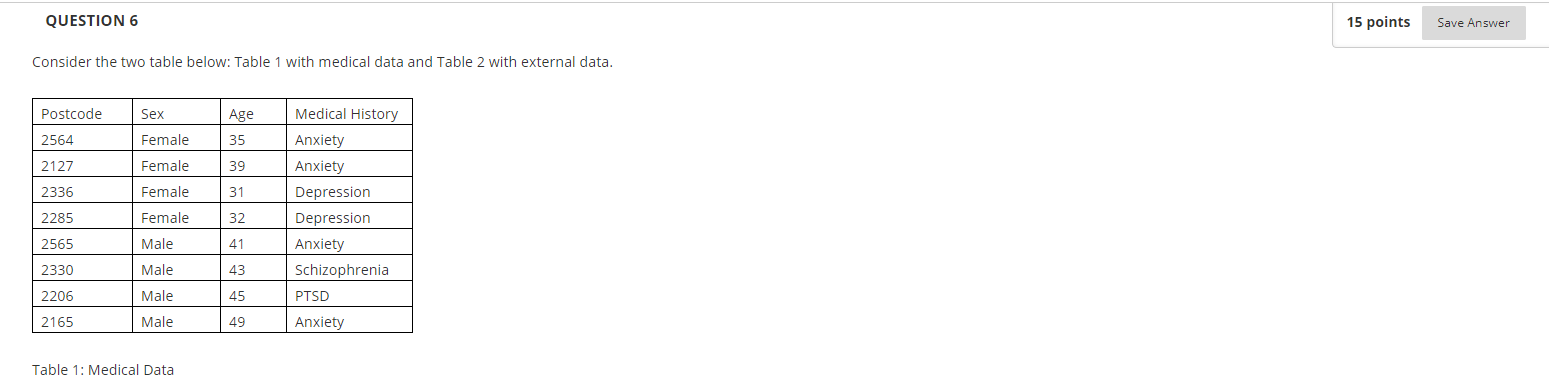 QUESTION 6
15 points Save Answer
Consider the two table below: Table 1 with medical data and Table 2 with external data.
Postcode Sex Age Medical History
2564 Female 35 Anxiety
2127 Female 39 Anxiety
2336 Female 31 Depression
2285 Female 32 Depression
2565 Male 41 Anxiety
2330 Male 43 Schizophrenia
2206 Male 45 PTSD
2165 Male 49 Anxiety
Table 1: Medical Data